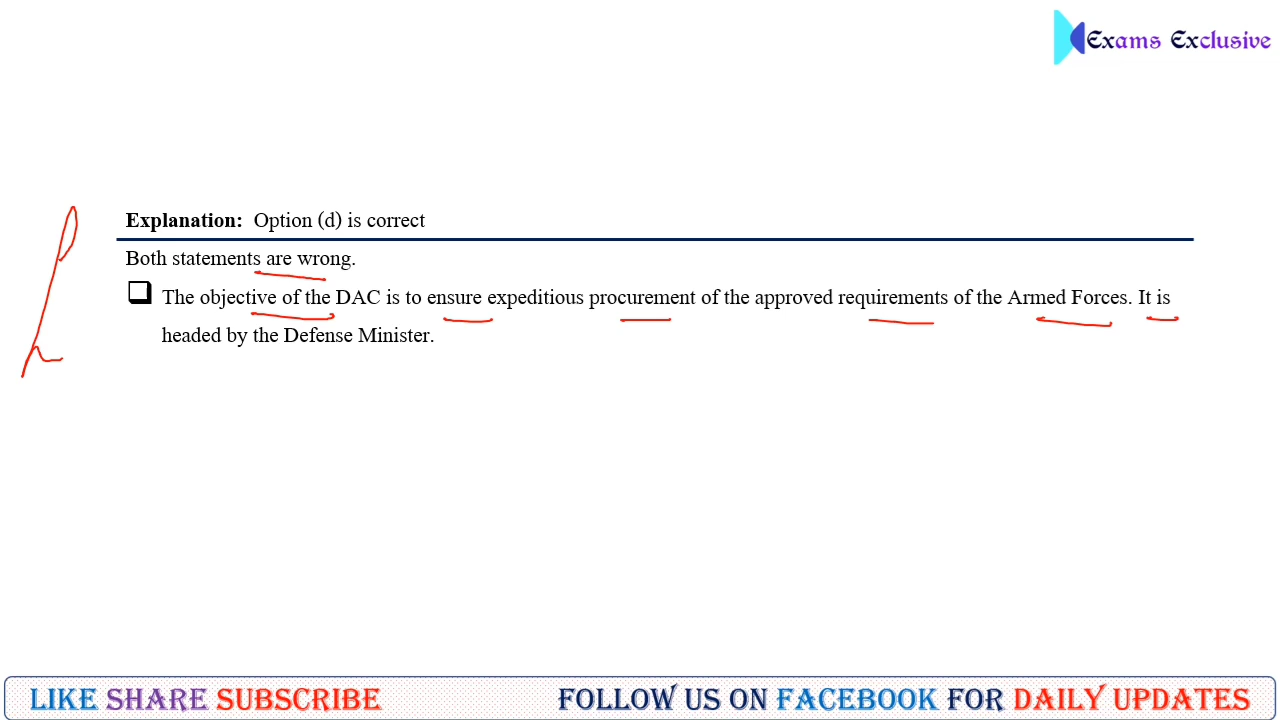 Exams Exclusive
Explanation: Option (d) is correct
Both statements are wrong.
The objective of the DAC is to ensure expeditious procurement of the approved requirements of the Armed Forces. It is
headed by the Defense Minister.
LIKE SHARE SUBSCRIBE FOLLOW US ON FACEBOOK FOR DAILY UPDATES